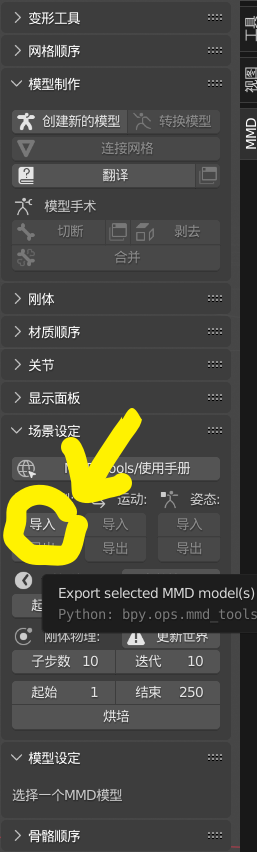 变形工具
工具
网格顺序
视图
模型制作
MMD
创建新的模型 转换模型
连接网格
翻译
模型手术
切断 剥去
合并
刚体
材质顺序
关节
显示面板
场景设定
ools/使用手册
运动: 姿态:
导入 导入 导入
导出 导出
Export selected MMD model(s)
Python: bpy.ops.mmd_tools
刚体物理: 更新世界
子步数 10 迭代 10
起始 1 结束 250
烘培
模型设定
选择一个MMD模型
骨骼顺序